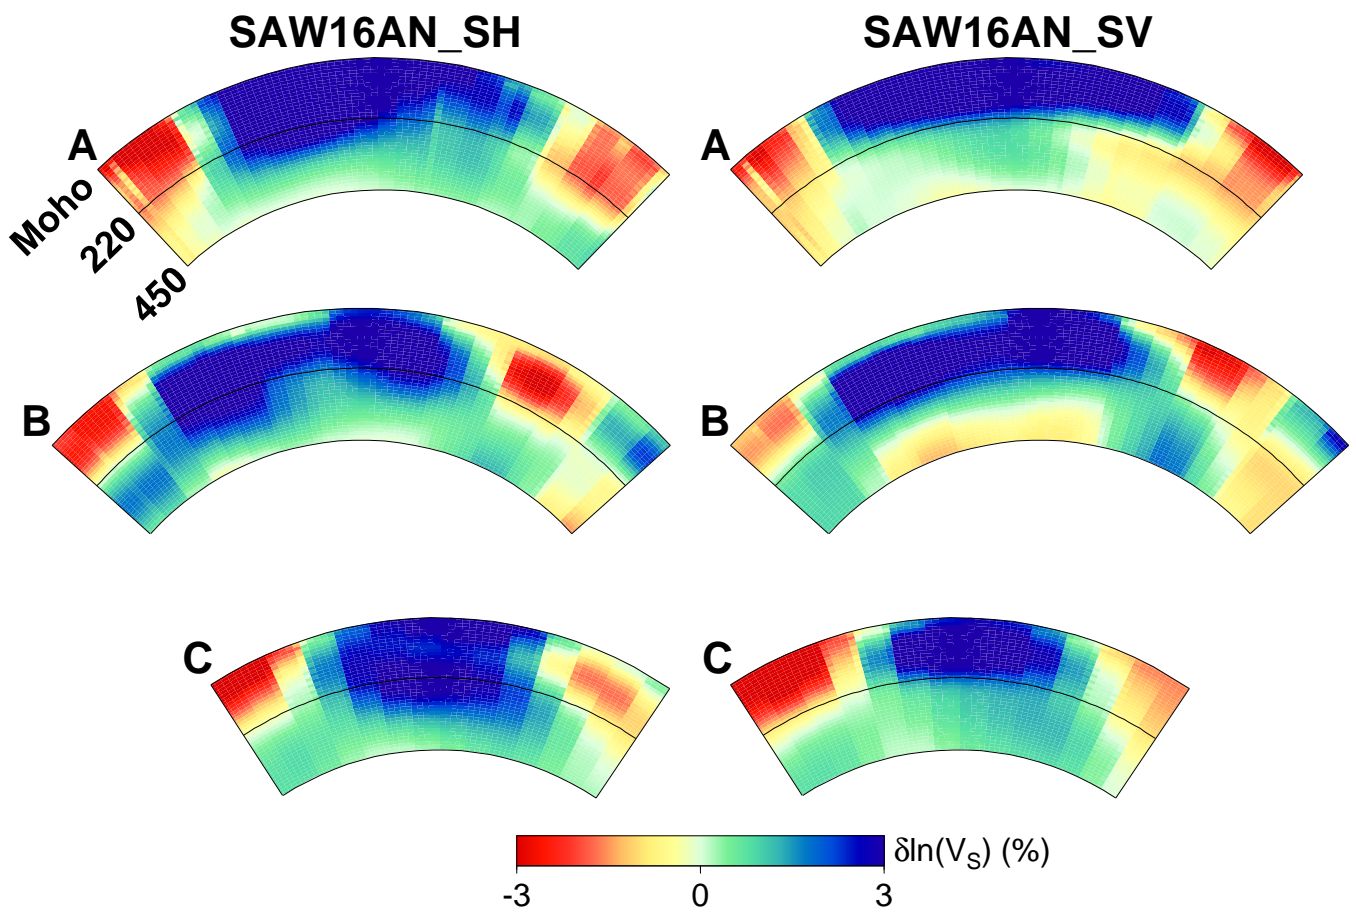 SAW16AN_SH
SAW16AN_SV
A
A
Moho
220
450
B
B
C
C
δln(V_S) (%)
-3 0 3